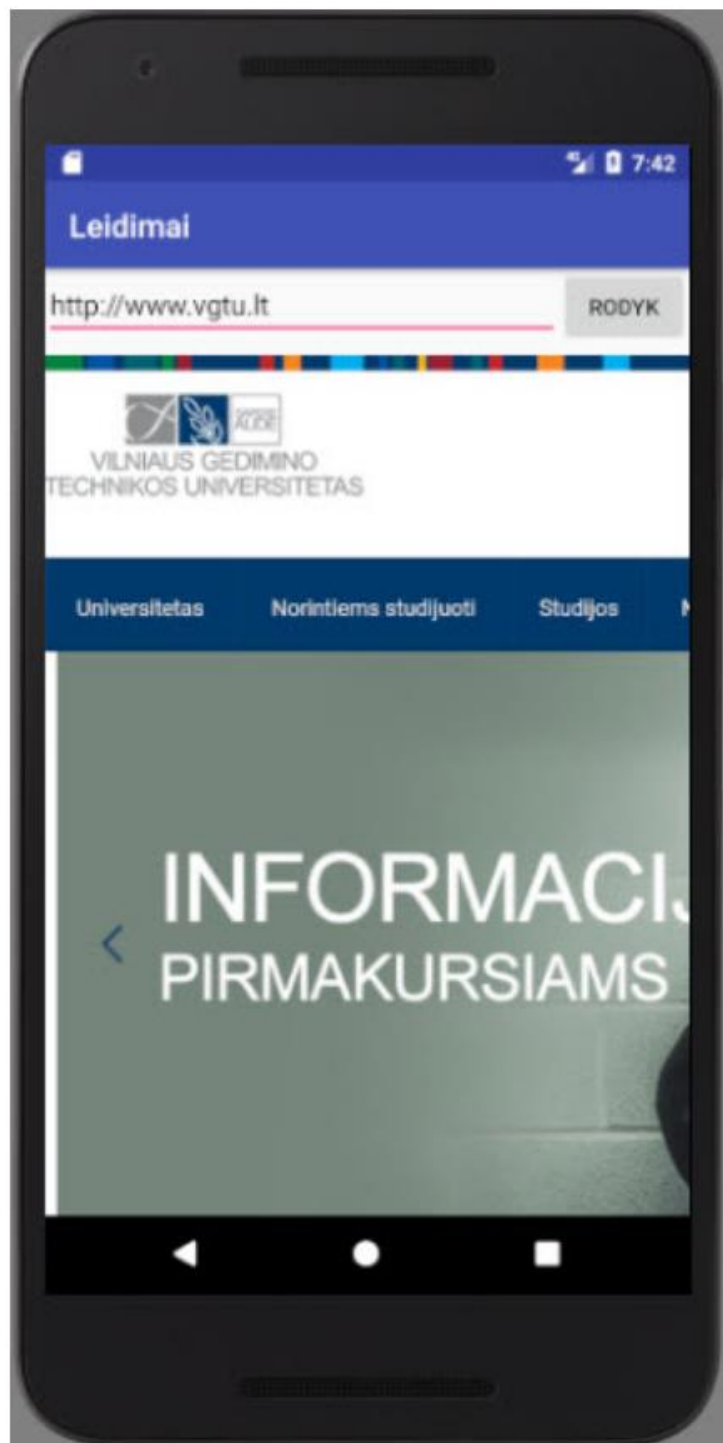 7:42
Leidimai
http://www.vgtu.lt
RODYK
VILNIAUS GEDIMINO
TECHNIKOS UNIVERSITETAS
Universitetas Norintiems studijuoti Studijos
INFORMACIJ
PIRMAKURSIAMS